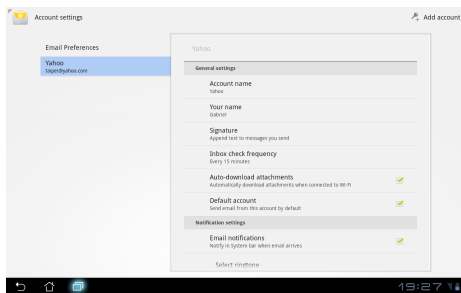 Account settings
Add account
Email Preferences
Yahoo
taipei@yahoo.com
Yahoo
General settings
Account name
Yahoo
Your name
Gabriel
Signature
Append text to messages you send
Inbox check frequency
Every 15 minutes
Auto-download attachments
Automatically download attachments when connected to Wi-Fi
Default account
Send email from this account by default
Notification settings
Email notifications
Notify in System bar when email arrives
Select ringtone
19:27